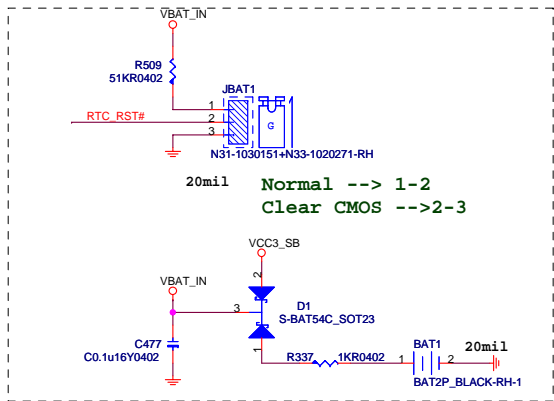 VBAT_IN
R509
51KR0402
JBAT1
RTC_RST#
1
2
3
G
N31-1030151+N33-1020271-RH
20mil
Normal --> 1-2
Clear CMOS -->2-3
VCC3_SB
VBAT_IN
2
3
D1
S-BAT54C_SOT23
1
C477
C0.1u16Y0402
R337
1KR0402
BAT1
1
2
20mil
BAT2P_BLACK-RH-1